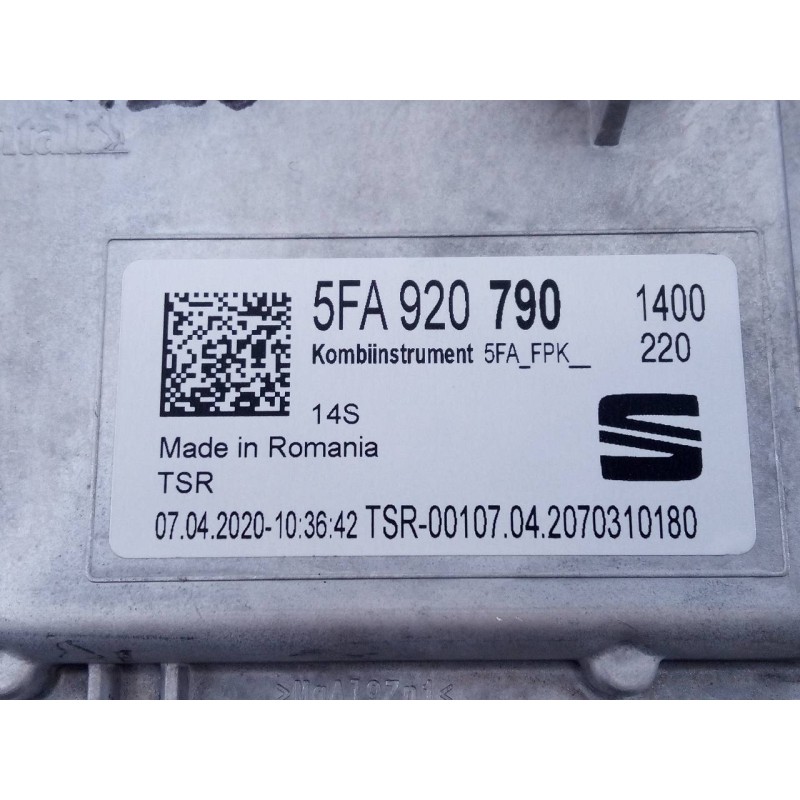 5FA 920 790 1400
Kombiinstrument 5FA_FPK__ 220
14S
Made in Romania
TSR
07.04.2020-10:36:42 TSR-00107.04.2070310180